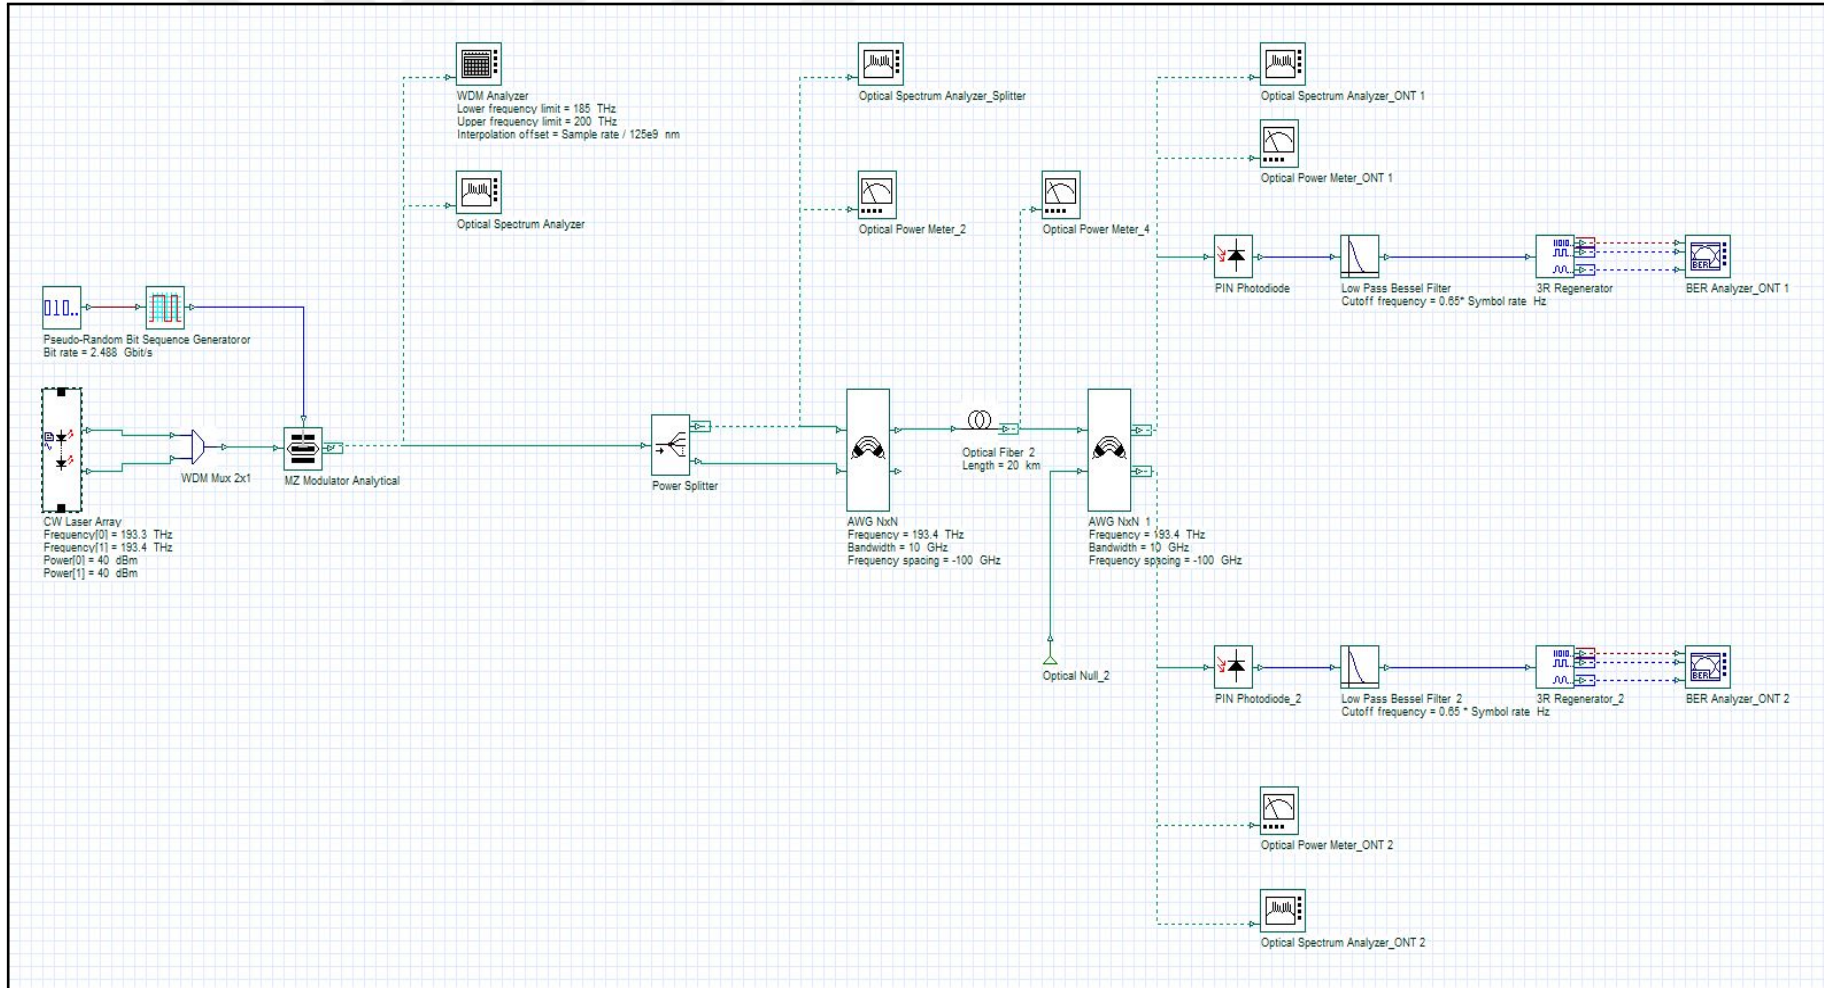 WDM Analyzer
Lower frequency limit = 185 THz
Upper frequency limit = 200 THz
Interpolation offset = Sample rate / 125e9 nm
Optical Spectrum Analyzer_Splitter
Optical Spectrum Analyzer_ONT 1
Optical Power Meter_ONT 1
Optical Spectrum Analyzer
Optical Power Meter_2
Optical Power Meter_4
PIN Photodiode
Low Pass Bessel Filter
Cutoff frequency = 0.65* Symbol rate Hz
3R Regenerator
BER
BER Analyzer_ONT 1
010..
Pseudo-Random Bit Sequence Generatoror
Bit rate = 2.488 Gbit/s
WDM Mux 2x1
MZ Modulator Analytical
Power Splitter
Optical Fiber 2
Length = 20 km
CW Laser Array
Frequency[0] = 193.3 THz
Frequency[1] = 193.4 THz
Power[0] = 40 dBm
Power[1] = 40 dBm
AWG NxN
Frequency = 193.4 THz
Bandwidth = 10 GHz
Frequency spacing = -100 GHz
AWG NxN 1
Frequency = 193.4 THz
Bandwidth = 10 GHz
Frequency spacing = -100 GHz
Optical Null_2
PIN Photodiode_2
Low Pass Bessel Filter 2
Cutoff frequency = 0.65 * Symbol rate Hz
3R Regenerator_2
BER
BER Analyzer_ONT 2
Optical Power Meter_ONT 2
Optical Spectrum Analyzer_ONT 2